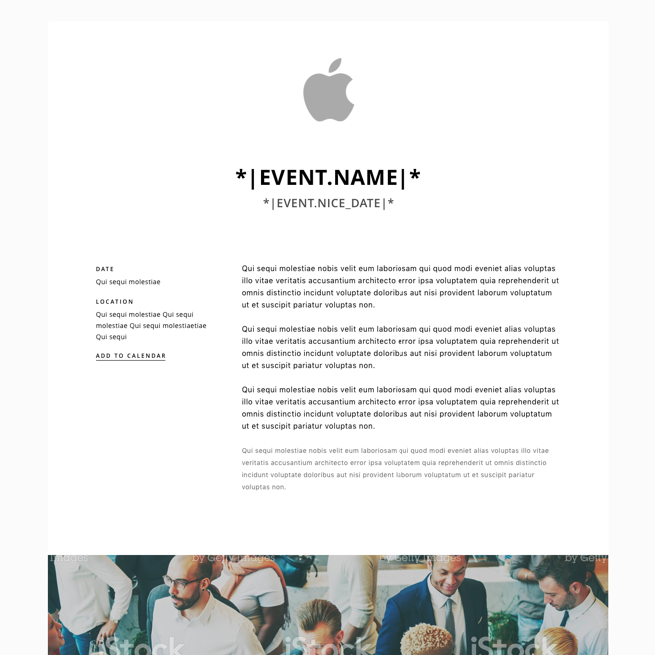 *|EVENT.NAME|*
*|EVENT.NICE_DATE|*
DATE
Qui sequi molestiae
LOCATION
Qui sequi molestiae Qui sequi
molestiae Qui sequi molestiaetiae
Qui sequi
ADD TO CALENDAR
Qui sequi molestiae nobis velit eum laboriosam qui quod modi eveniet alias voluptas
illo vitae veritatis accusantium architecto error ipsa voluptatem quia reprehenderit ut
omnis distinctio incidunt voluptate doloribus aut nisi provident laborum voluptatum
ut et suscipit pariatur voluptas non.
Qui sequi molestiae nobis velit eum laboriosam qui quod modi eveniet alias voluptas
illo vitae veritatis accusantium architecto error ipsa voluptatem quia reprehenderit ut
omnis distinctio incidunt voluptate doloribus aut nisi provident laborum voluptatum
ut et suscipit pariatur voluptas non.
Qui sequi molestiae nobis velit eum laboriosam qui quod modi eveniet alias voluptas
illo vitae veritatis accusantium architecto error ipsa voluptatem quia reprehenderit ut
omnis distinctio incidunt voluptate doloribus aut nisi provident laborum voluptatum
ut et suscipit pariatur voluptas non.
Qui sequi molestiae nobis velit eum laboriosam qui quod modi eveniet alias voluptas illo vitae
veritatis accusantium architecto error ipsa voluptatem quia reprehenderit ut omnis distinctio
incidunt voluptate doloribus aut nisi provident laborum voluptatum ut et suscipit pariatur
voluptas non.
Images by Getty Images by Getty Images by Getty
iStock iStock iStock